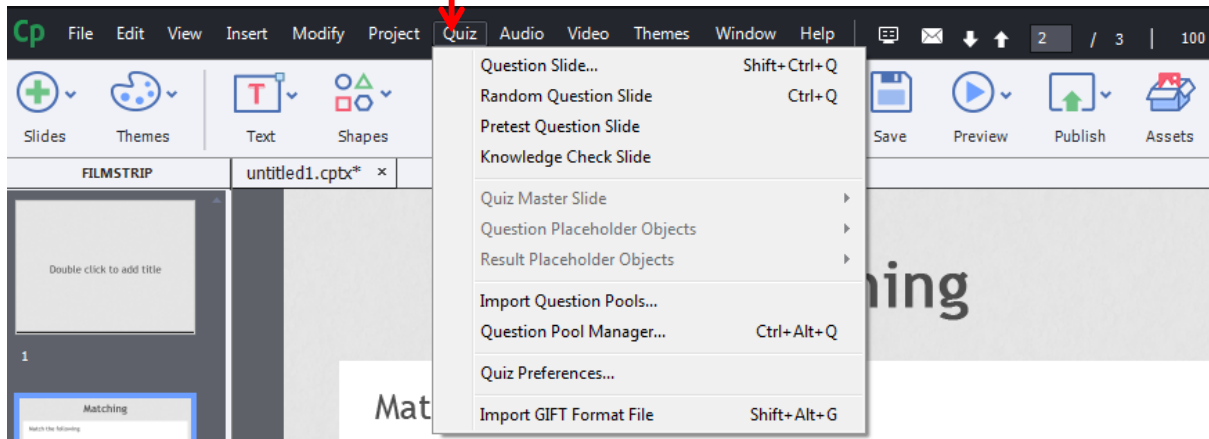 Cp File Edit View Insert Modify Project Quiz Audio Video Themes Window Help 2 / 3 | 100
Slides Themes Text Shapes Save Preview Publish Assets
FILMSTRIP untitled1.cptx* ×
Question Slide... Shift+Ctrl+Q
Random Question Slide Ctrl+Q
Pretest Question Slide
Knowledge Check Slide
Quiz Master Slide
Question Placeholder Objects
Result Placeholder Objects
Import Question Pools...
Question Pool Manager... Ctrl+Alt+Q
Quiz Preferences...
Import GIFT Format File Shift+Alt+G
Double click to add title
1
Matching
Match the following
hing
Mat